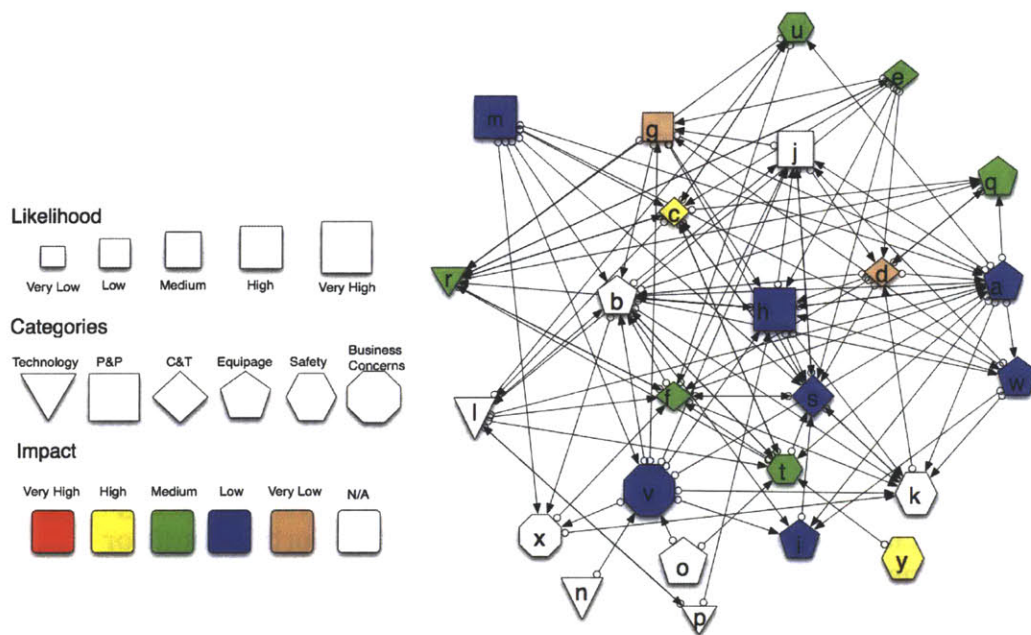 Likelihood
Very Low
Low
Medium
High
Very High
Categories
Technology
P&P
C&T
Equipage
Safety
Business
Concerns
Impact
Very High
High
Medium
Low
Very Low
N/A
u
e
m
g
j
q
c
r
b
h
d
a
w
l
f
s
t
v
k
x
i
y
o
n
p